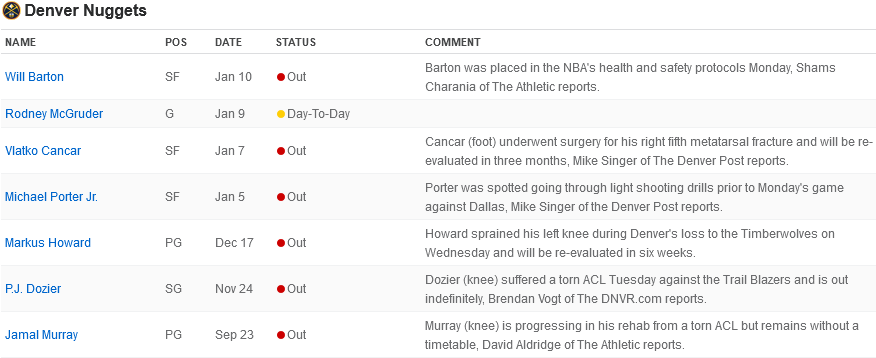 Denver Nuggets
NAME POS DATE STATUS COMMENT
Will Barton SF Jan 10 Out Barton was placed in the NBA's health and safety protocols Monday, Shams
Charania of The Athletic reports.
Rodney McGruder G Jan 9 Day-To-Day
Vlatko Cancar SF Jan 7 Out Cancar (foot) underwent surgery for his right fifth metatarsal fracture and will be re-
evaluated in three months, Mike Singer of The Denver Post reports.
Michael Porter Jr. SF Jan 5 Out Porter was spotted going through light shooting drills prior to Monday's game
against Dallas, Mike Singer of the Denver Post reports.
Markus Howard PG Dec 17 Out Howard sprained his left knee during Denver's loss to the Timberwolves on
Wednesday and will be re-evaluated in six weeks.
P.J. Dozier SG Nov 24 Out Dozier (knee) suffered a torn ACL Tuesday against the Trail Blazers and is out
indefinitely, Brendan Vogt of The DNVR.com reports.
Jamal Murray PG Sep 23 Out Murray (knee) is progressing in his rehab from a torn ACL but remains without a
timetable, David Aldridge of The Athletic reports.